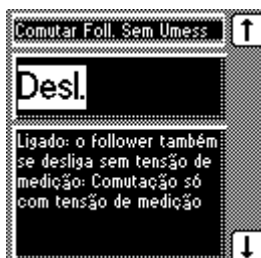 Comutar Foll. Sem Umess
Desl.
Ligado: o follower também
se desliga sem tensão de
medição: Comutação só
com tensão de medição